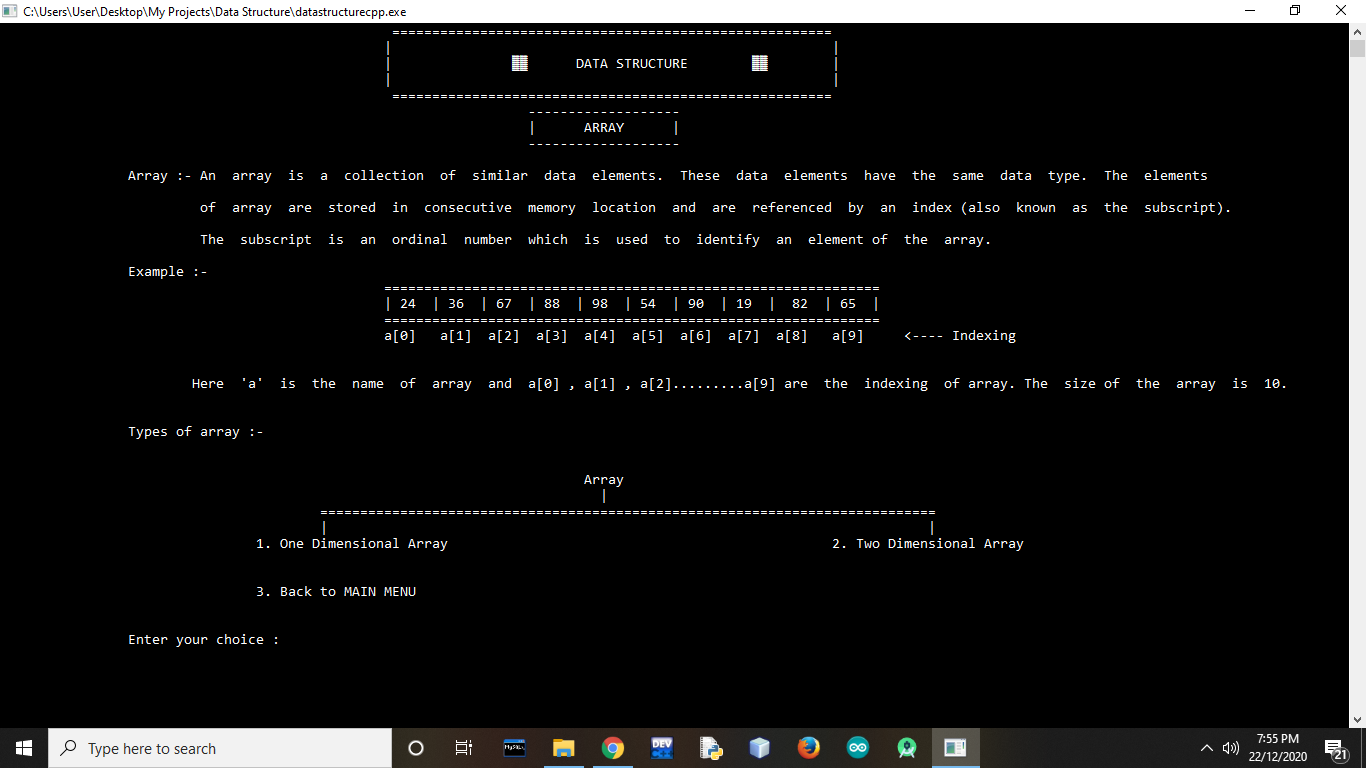 C:\Users\User\Desktop\My Projects\Data Structure\datastructurecpp.exe
DATA STRUCTURE
ARRAY
Array :- An array is a collection of similar data elements. These data elements have the same data type. The elements
of array are stored in consecutive memory location and are referenced by an index (also known as the subscript).
The subscript is an ordinal number which is used to identify an element of the array.
Example :-
| 24 | 36 | 67 | 88 | 98 | 54 | 90 | 19 | 82 | 65 |
a[0] a[1] a[2] a[3] a[4] a[5] a[6] a[7] a[8] a[9] <---- Indexing
Here 'a' is the name of array and a[0] , a[1] , a[2].........a[9] are the indexing of array. The size of the array is 10.
Types of array :-
Array
1. One Dimensional Array 2. Two Dimensional Array
3. Back to MAIN MENU
Enter your choice :
Type here to search
MySQL
DEV
7:55 PM
22/12/2020
21